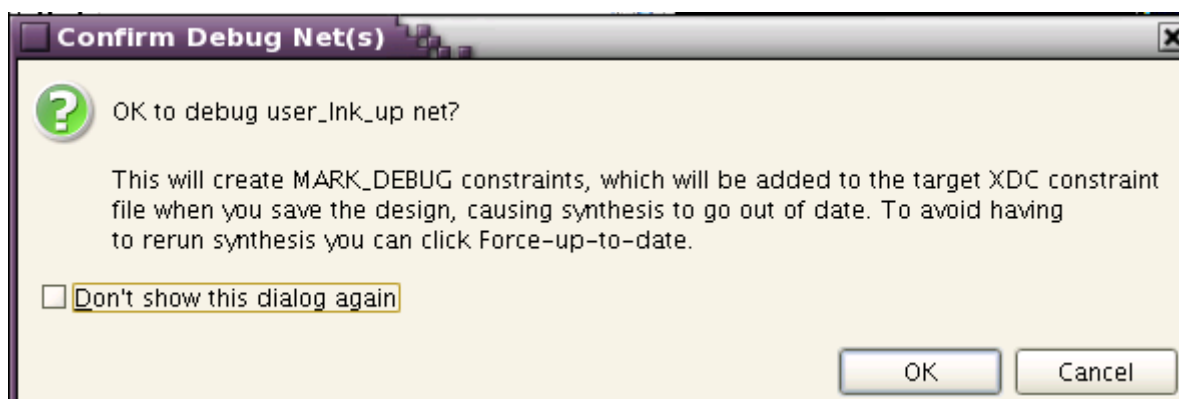 Confirm Debug Net(s)
OK to debug user_lnk_up net?
This will create MARK_DEBUG constraints, which will be added to the target XDC constraint
file when you save the design, causing synthesis to go out of date. To avoid having
to rerun synthesis you can click Force-up-to-date.
Don't show this dialog again
OK Cancel